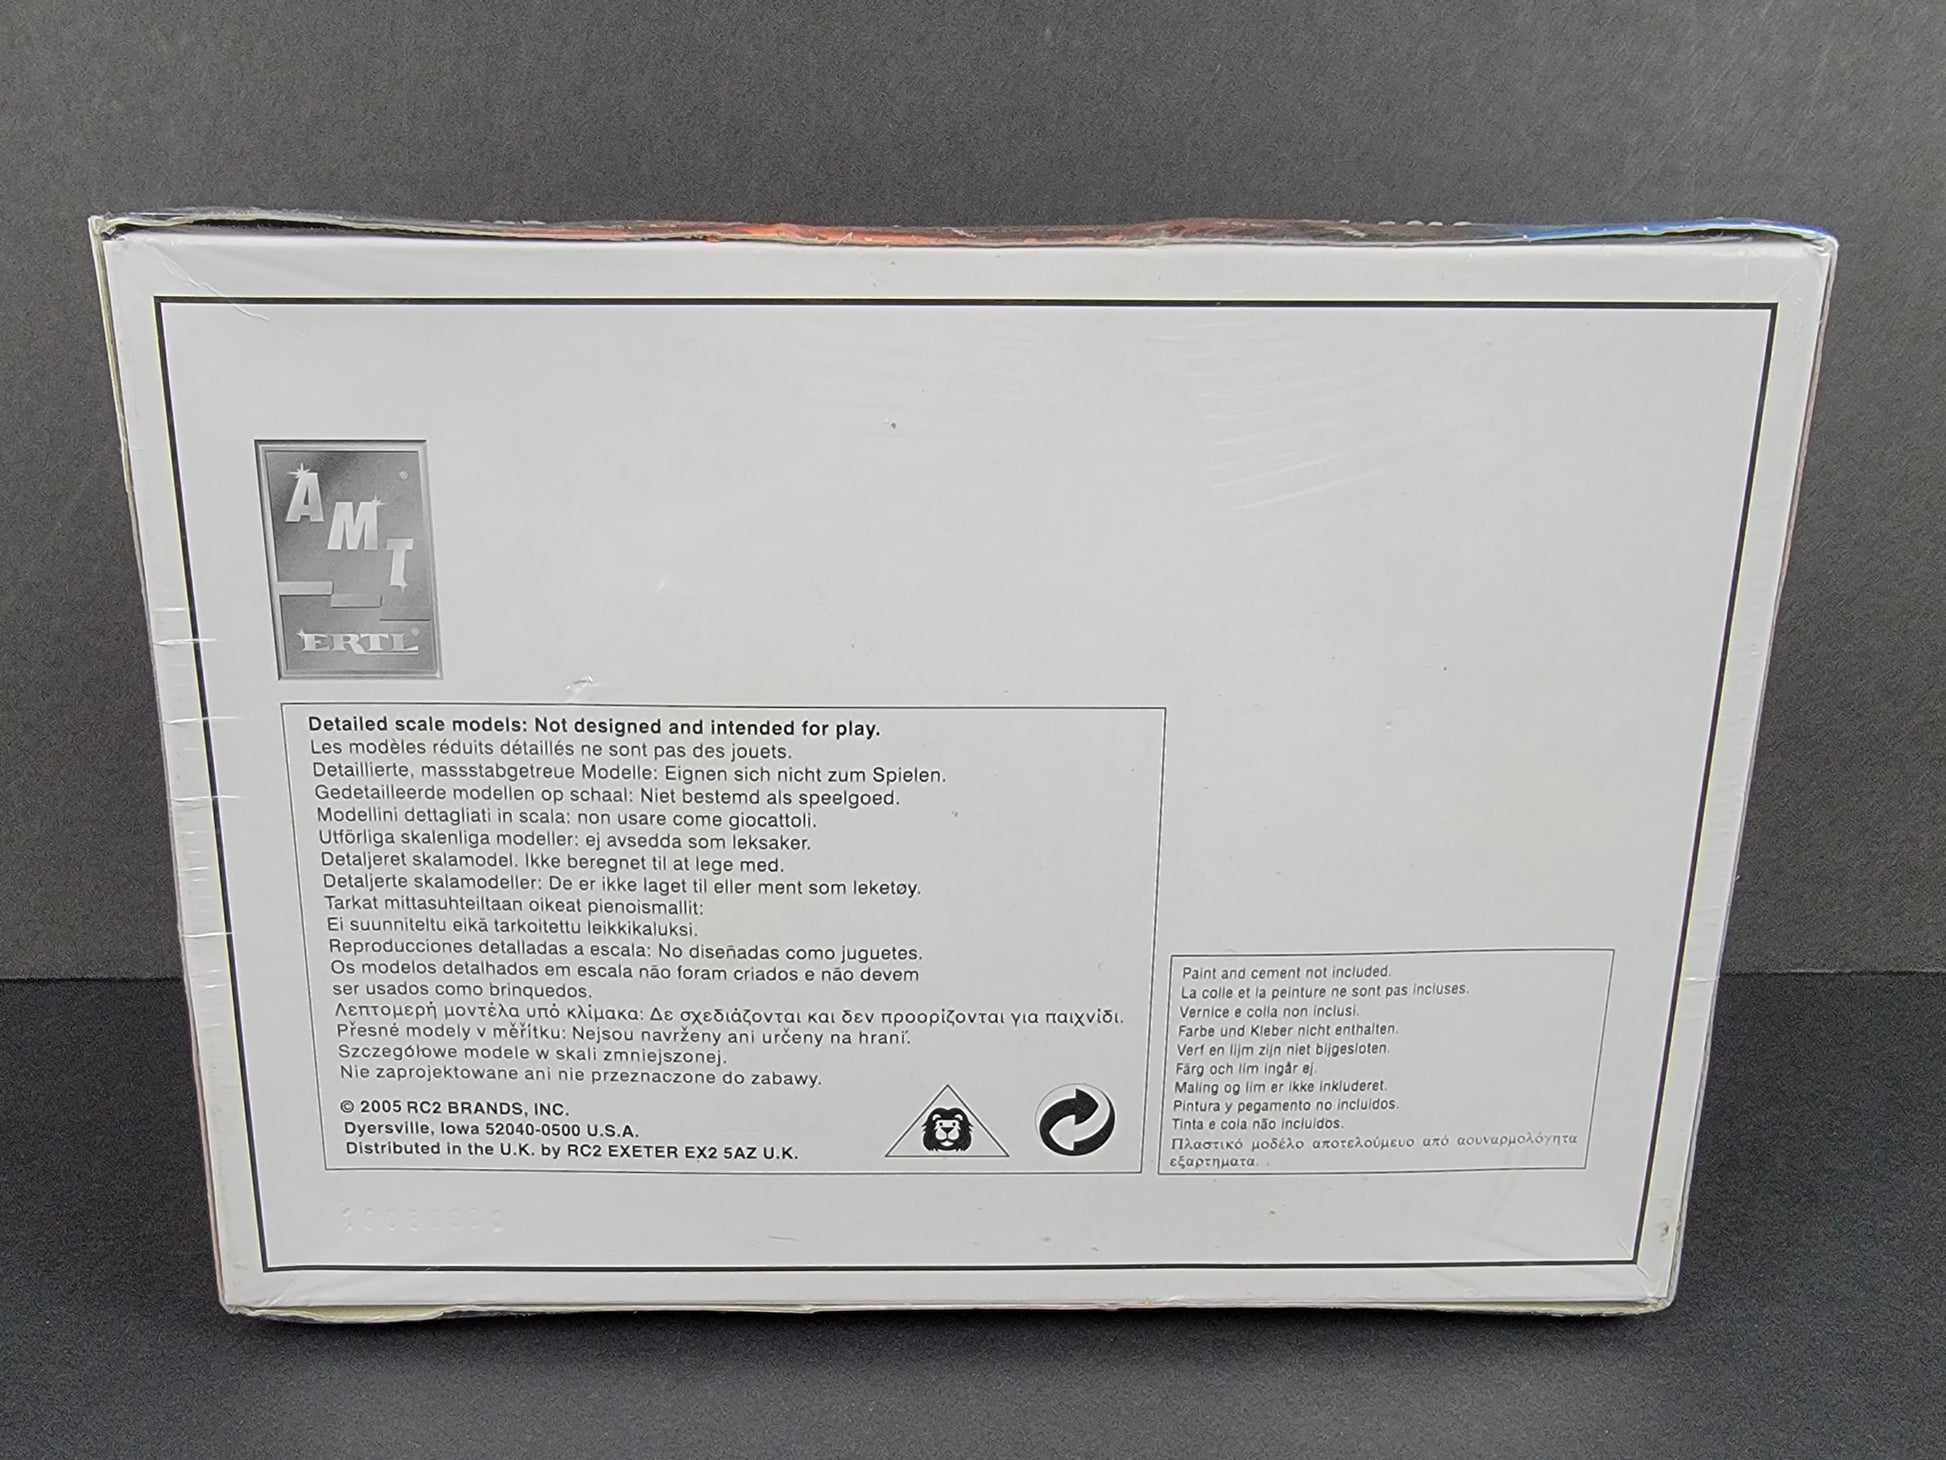 AMT
ERTL
Detailed scale models: Not designed and intended for play.
Les modèles réduits détaillés ne sont pas des jouets.
Detaillierte, massstabgetreue Modelle: Eignen sich nicht zum Spielen.
Gedetailleerde modellen op schaal: Niet bestemd als speelgoed.
Modellini dettagliati in scala: non usare come giocattoli.
Utförliga skalenliga modeller: ej avsedda som leksaker.
Detaljeret skalamodel. Ikke beregnet til at lege med.
Detaljerte skalamodeller: De er ikke laget til eller ment som leketøy.
Tarkat mittasuhteiltaan oikeat pienoismallit:
Ei suunniteltu eikä tarkoitettu leikkikaluksi.
Reproducciones detalladas a escala: No diseñadas como juguetes.
Os modelos detalhados em escala não foram criados e não devem
ser usados como brinquedos.
Λεπτομερή μοντέλα υπό κλίμακα: Δε σχεδιάζονται και δεν προορίζονται για παιχνίδι.
Přesné modely v měřítku: Nejsou navrženy ani určeny na hraní.
Szczegółowe modele w skali zmniejszonej.
Nie zaprojektowane ani nie przeznaczone do zabawy.
© 2005 RC2 BRANDS, INC.
Dyersville, Iowa 52040-0500 U.S.A.
Distributed in the U.K. by RC2 EXETER EX2 5AZ U.K.
Paint and cement not included.
La colle et la peinture ne sont pas incluses.
Vernice e colla non inclusi.
Farbe und Kleber nicht enthalten.
Verf en lijm zijn niet bijgesloten.
Färg och lim ingår ej.
Maling og lim er ikke inkluderet.
Pintura y pegamento no incluidos.
Tinta e cola não incluidos.
Πλαστικό μοδέλο αποτελούμευο από αουναρμολόγητα
εξαρτηματα.